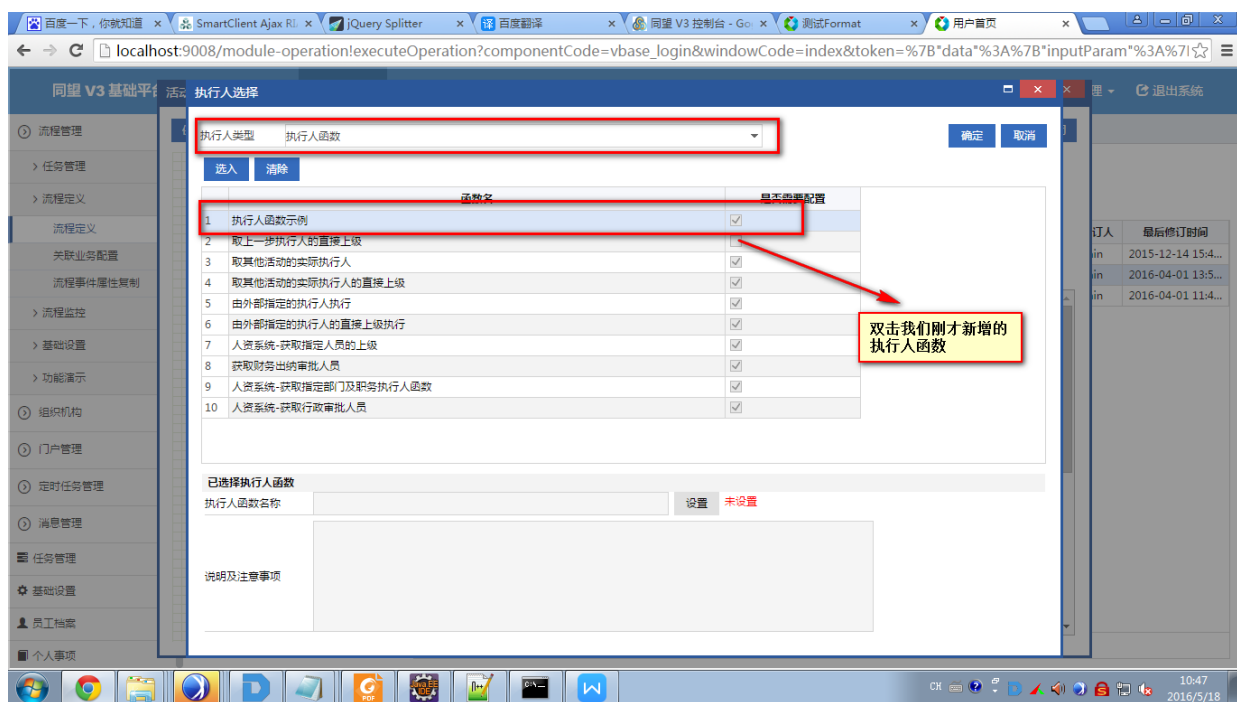 百度一下，你就知道
SmartClient Ajax RI
jQuery Splitter
百度翻译
同望 V3 控制台 - Go
测试Format
用户首页
localhost:9008/module-operation!executeOperation?componentCode=vbase_login&windowCode=index&token=%7B"data"%3A%7B"inputParam"%3A%7
同望 V3 基础平
执行人选择
理
退出系统
流程管理
任务管理
流程定义
流程定义
关联业务配置
流程事件属性复制
流程监控
基础设置
功能演示
组织机构
门户管理
定时任务管理
消息管理
任务管理
基础设置
员工档案
个人事项
执行人类型 执行人函数
确定 取消
选入 清除
函数名 是否需要配置
1 执行人函数示例
2 取上一步执行人的直接上级
3 取其他活动的实际执行人
4 取其他活动的实际执行人的直接上级
5 由外部指定的执行人执行
6 由外部指定的执行人的直接上级执行
7 人资系统-获取指定人员的上级
8 获取财务出纳审批人员
9 人资系统-获取指定部门及职务执行人函数
10 人资系统-获取行政审批人员
双击我们刚才新增的
执行人函数
订人 最后修订时间
in 2015-12-14 15:4...
in 2016-04-01 13:5...
in 2016-04-01 11:4...
已选择执行人函数
执行人函数名称 设置 未设置
说明及注意事项
CH
10:47
2016/5/18